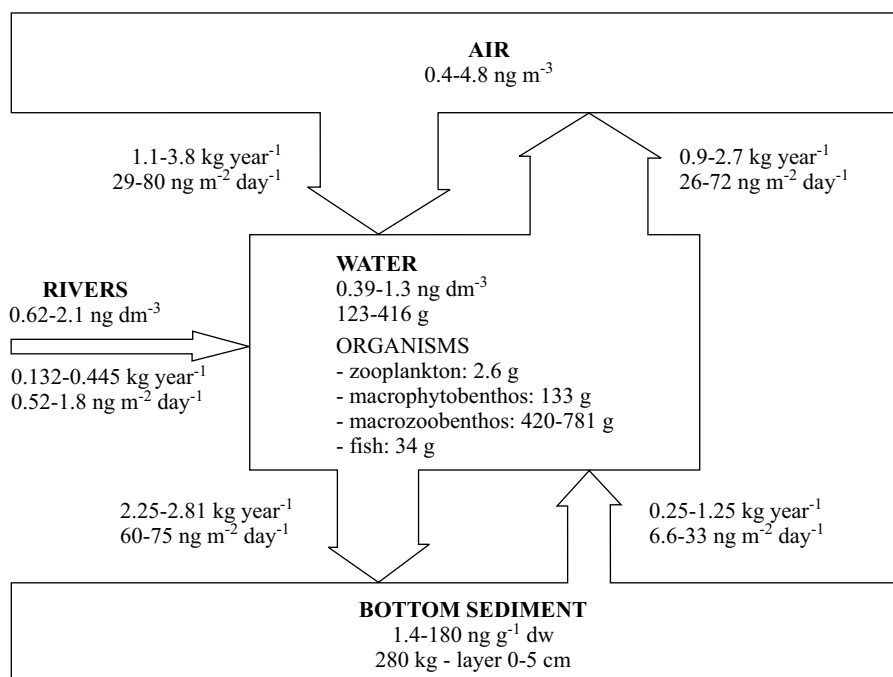 AIR
0.4-4.8 ng m⁻³
1.1-3.8 kg year⁻¹
29-80 ng m⁻² day⁻¹
0.9-2.7 kg year⁻¹
26-72 ng m⁻² day⁻¹
RIVERS
0.62-2.1 ng dm⁻³
0.132-0.445 kg year⁻¹
0.52-1.8 ng m⁻² day⁻¹
WATER
0.39-1.3 ng dm⁻³
123-416 g
ORGANISMS
- zooplankton: 2.6 g
- macrophytobenthos: 133 g
- macrozoobenthos: 420-781 g
- fish: 34 g
2.25-2.81 kg year⁻¹
60-75 ng m⁻² day⁻¹
0.25-1.25 kg year⁻¹
6.6-33 ng m⁻² day⁻¹
BOTTOM SEDIMENT
1.4-180 ng g⁻¹ dw
280 kg - layer 0-5 cm